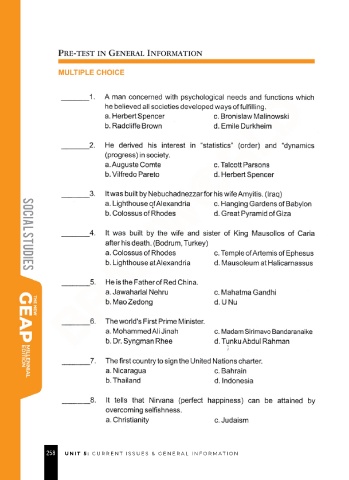 PRE-TEST IN GENERAL INFORMATION
MULTIPLE CHOICE
_______1. A man concerned with psychological needs and functions which
he believed all societies developed ways of fulfilling.
a. Herbert Spencer c. Bronislaw Malinowski
b. Radcliffe Brown d. Emile Durkheim
_______2. He derived his interest in "statistics" (order) and "dynamics
(progress) in society.
a. Auguste Comte c. Talcott Parsons
b. Vilfredo Pareto d. Herbert Spencer
_______3. It was built by Nebuchadnezzar for his wife Amyitis. (Iraq)
a. Lighthouse of Alexandria c. Hanging Gardens of Babylon
b. Colossus of Rhodes d. Great Pyramid of Giza
_______4. It was built by the wife and sister of King Mausollos of Caria
after his death. (Bodrum, Turkey)
a. Colossus of Rhodes c. Temple of Artemis of Ephesus
b. Lighthouse at Alexandria d. Mausoleum at Halicarnassus
_______5. He is the Father of Red China.
a. Jawaharlal Nehru c. Mahatma Gandhi
b. Mao Zedong d. U Nu
_______6. The world's First Prime Minister.
a. Mohammed Ali Jinah c. Madam Sirimavo Bandaranaike
b. Dr. Syngman Rhee d. Tunku Abdul Rahman
_______7. The first country to sign the United Nations charter.
a. Nicaragua c. Bahrain
b. Thailand d. Indonesia
_______8. It tells that Nirvana (perfect happiness) can be attained by
overcoming selfishness.
a. Christianity c. Judaism
SOCIAL STUDIES
THE NEW
GEAP
MILLENNIAL
EDITION
258 UNIT 5: CURRENT ISSUES & GENERAL INFORMATION